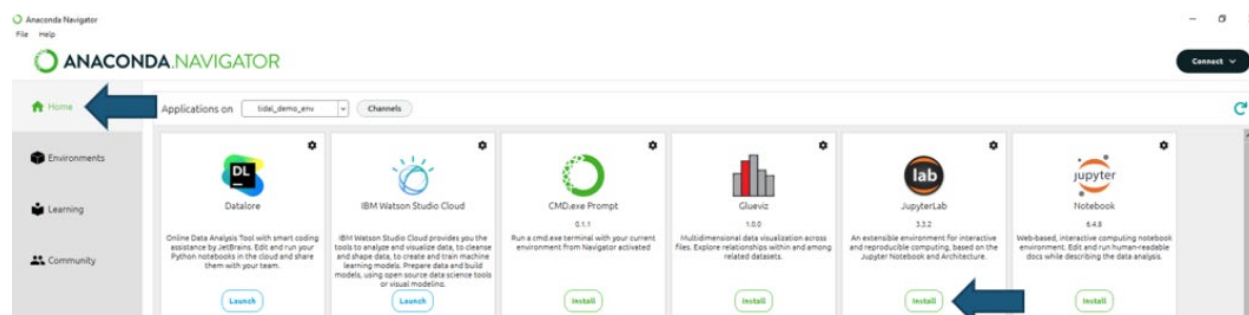 Anaconda Navigator
File Help
ANACONDA.NAVIGATOR
Connect
Home
Applications on tidal_demo_env Channels
Environments
Learning
Community
DL
Datalore
Online Data Analysis Tool with smart coding
assistance by JetBrains. Edit and run your
Python notebooks in the cloud and share
them with your team.
Launch
IBM Watson Studio Cloud
IBM Watson Studio Cloud provides you the
tools to analyze and visualize data, to cleanse
and shape data, to create and train machine
learning models. Prepare data and build
models, using open source data science tools
or visual modeling.
Launch
CMD.exe Prompt
0.1.1
Run a cmd.exe terminal with your current
environment from Navigator activated
Install
Glueviz
1.0.0
Multidimensional data visualization across
files. Explore relationships within and among
related datasets.
Install
lab
JupyterLab
3.3.2
An extensible environment for interactive
and reproducible computing, based on the
Jupyter Notebook and Architecture.
Install
jupyter
Notebook
6.4.8
Web-based, interactive computing notebook
environment. Edit and run human-readable
docs while describing the data analysis.
Install